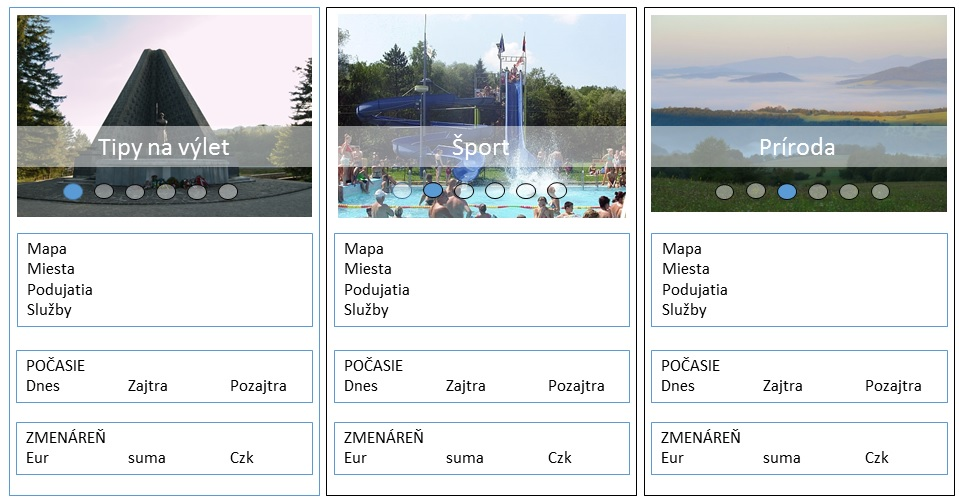 Tipy na výlet
Mapa
Miesta
Podujatia
Služby
POČASIE
Dnes Zajtra Pozajtra
ZMENÁREŇ
Eur suma Czk
Šport
Mapa
Miesta
Podujatia
Služby
POČASIE
Dnes Zajtra Pozajtra
ZMENÁREŇ
Eur suma Czk
Príroda
Mapa
Miesta
Podujatia
Služby
POČASIE
Dnes Zajtra Pozajtra
ZMENÁREŇ
Eur suma Czk